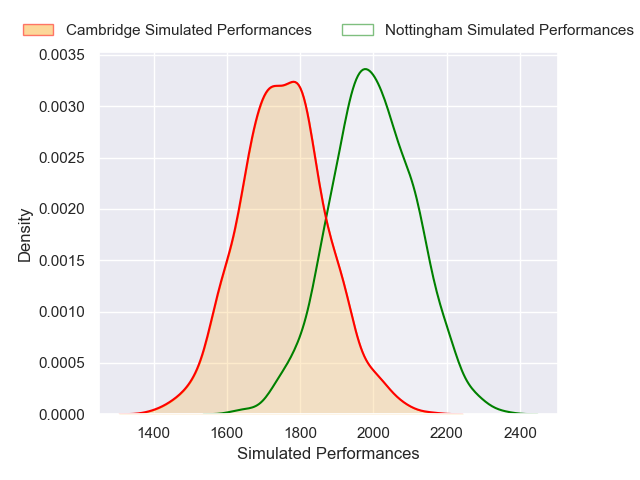 Cambridge Simulated Performances Nottingham Simulated Performances
0.0035
0.0030
0.0025
0.0020
0.0015
0.0010
0.0005
0.0000
Density
1400 1600 1800 2000 2200 2400
Simulated Performances